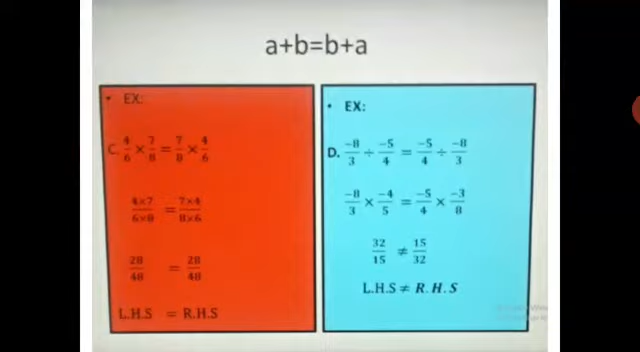 a+b=b+a
• EX:
C. 4/6 × 7/8 = 7/8 × 4/6
4×7/6×8 = 7×4/8×6
28/48 = 28/48
L.H.S = R.H.S
• EX:
D. −8/3 ÷ −5/4 = −5/4 ÷ −8/3
−8/3 × −4/5 = −5/4 × −3/8
32/15 ≠ 15/32
L.H.S ≠ R.H.S